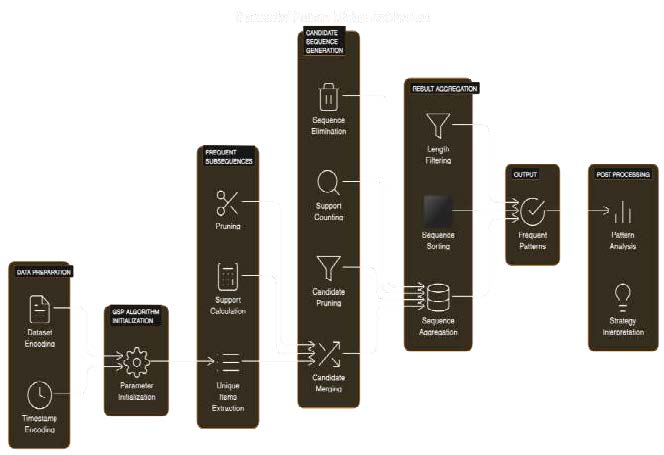 CANDIDATE
SEQUENCE
GENERATION
Sequence
Elimination
Support
Counting
Candidate
Pruning
Candidate
Merging
RESULT AGGREGATION
Length
Filtering
Sequence
Sorting
Sequence
Aggregation
FREQUENT
SUBSEQUENCES
Pruning
Support
Calculation
Unique
Items
Extraction
OUTPUT
Frequent
Patterns
POST PROCESSING
Pattern
Analysis
Strategy
Interpretation
DATA PREPARATION
Dataset
Encoding
Timestamp
Encoding
GSP ALGORITHM
INITIALIZATION
Parameter
Initialization